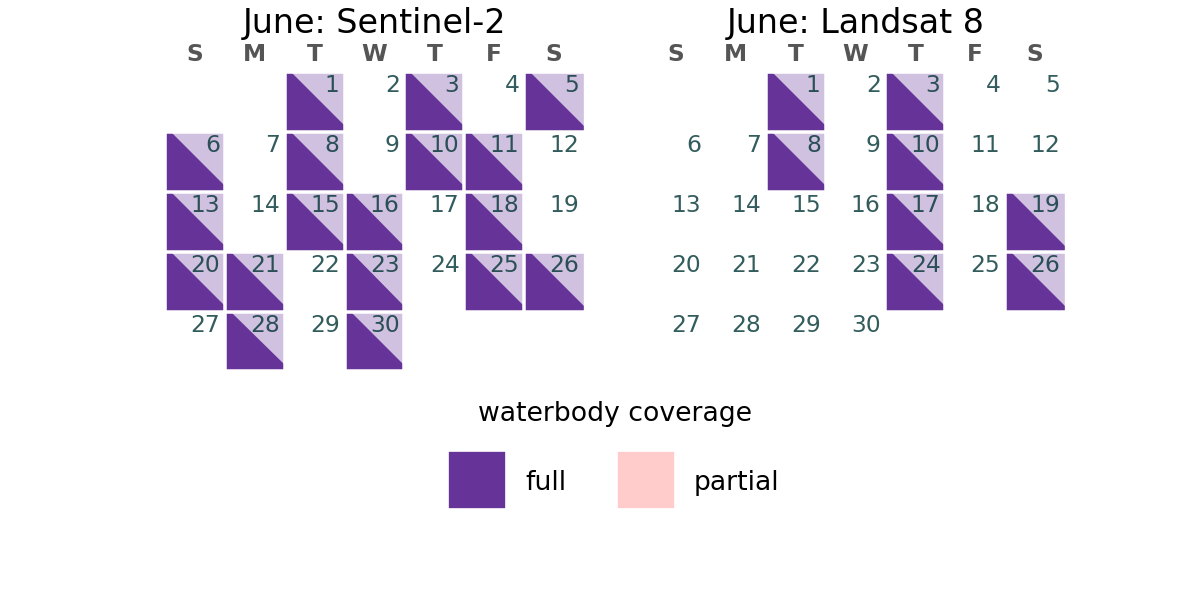 June: Sentinel-2
S M T W T F S
1 2 3 4 5
6 7 8 9 10 11 12
13 14 15 16 17 18 19
20 21 22 23 24 25 26
27 28 29 30
June: Landsat 8
S M T W T F S
1 2 3 4 5
6 7 8 9 10 11 12
13 14 15 16 17 18 19
20 21 22 23 24 25 26
27 28 29 30
waterbody coverage
full partial